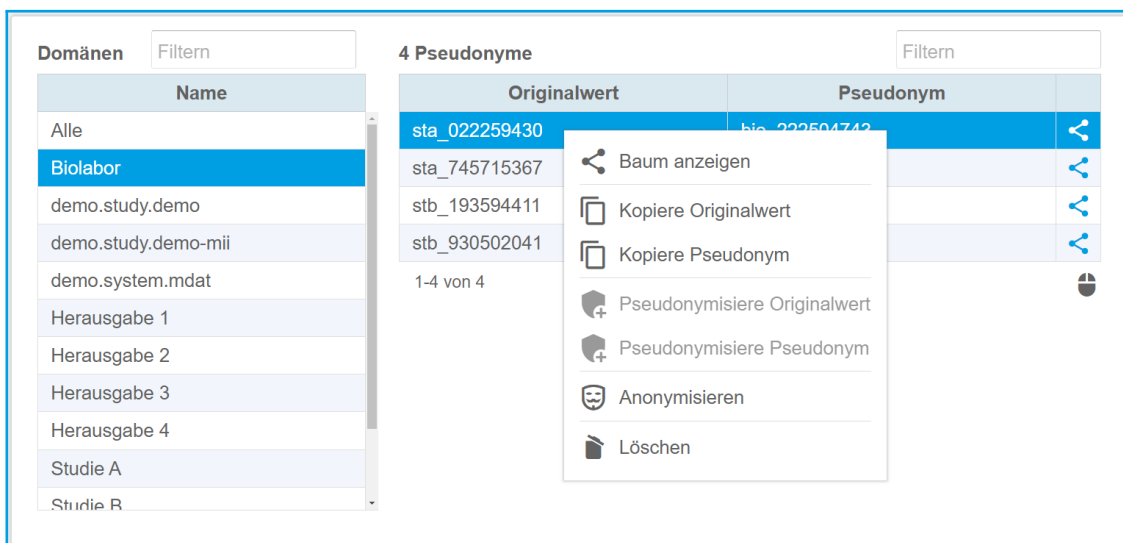 Domänen Filtern
Name
Alle
Biolabor
demo.study.demo
demo.study.demo-mii
demo.system.mdat
Herausgabe 1
Herausgabe 2
Herausgabe 3
Herausgabe 4
Studie A
Studie B
4 Pseudonyme Filtern
Originalwert Pseudonym
sta_022259430 bio_222504743
sta_745715367
stb_193594411
stb_930502041
1-4 von 4
Baum anzeigen
Kopiere Originalwert
Kopiere Pseudonym
Pseudonymisiere Originalwert
Pseudonymisiere Pseudonym
Anonymisieren
Löschen